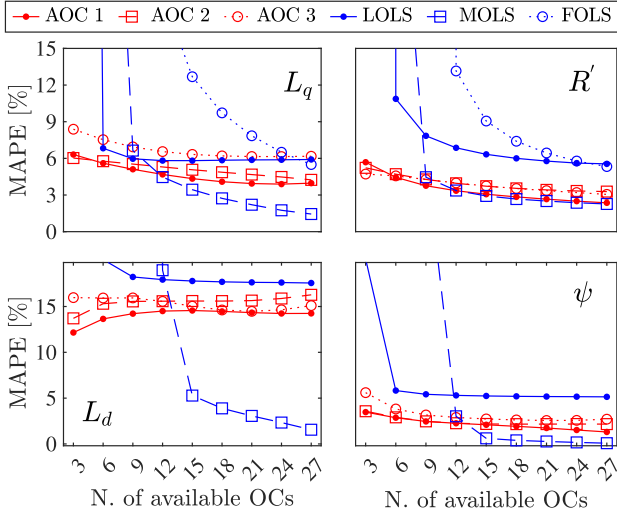 AOC 1 AOC 2 AOC 3 LOLS MOLS FOLS
15
12
9
6
3
0
MAPE [%]
L_q
R′
15
10
5
0
MAPE [%]
L_d
ψ
3 6 9 12 15 18 21 24 27
3 6 9 12 15 18 21 24 27
N. of available OCs
N. of available OCs